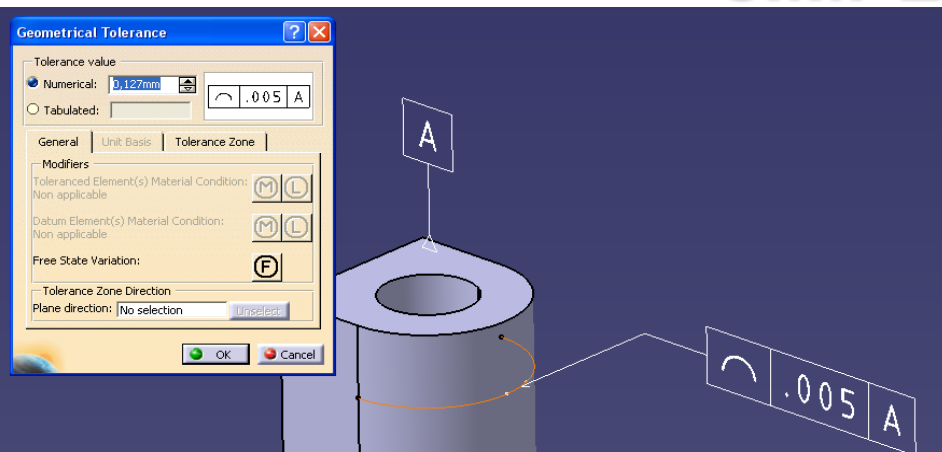 Geometrical Tolerance
Tolerance value
Numerical: 0,127mm
.005 A
Tabulated:
General Unit Basis Tolerance Zone
Modifiers
Toleranced Element(s) Material Condition:
Non applicable
M L
Datum Element(s) Material Condition:
Non applicable
M L
Free State Variation:
F
Tolerance Zone Direction
Plane direction: No selection Unselect
OK Cancel
A
.005 A